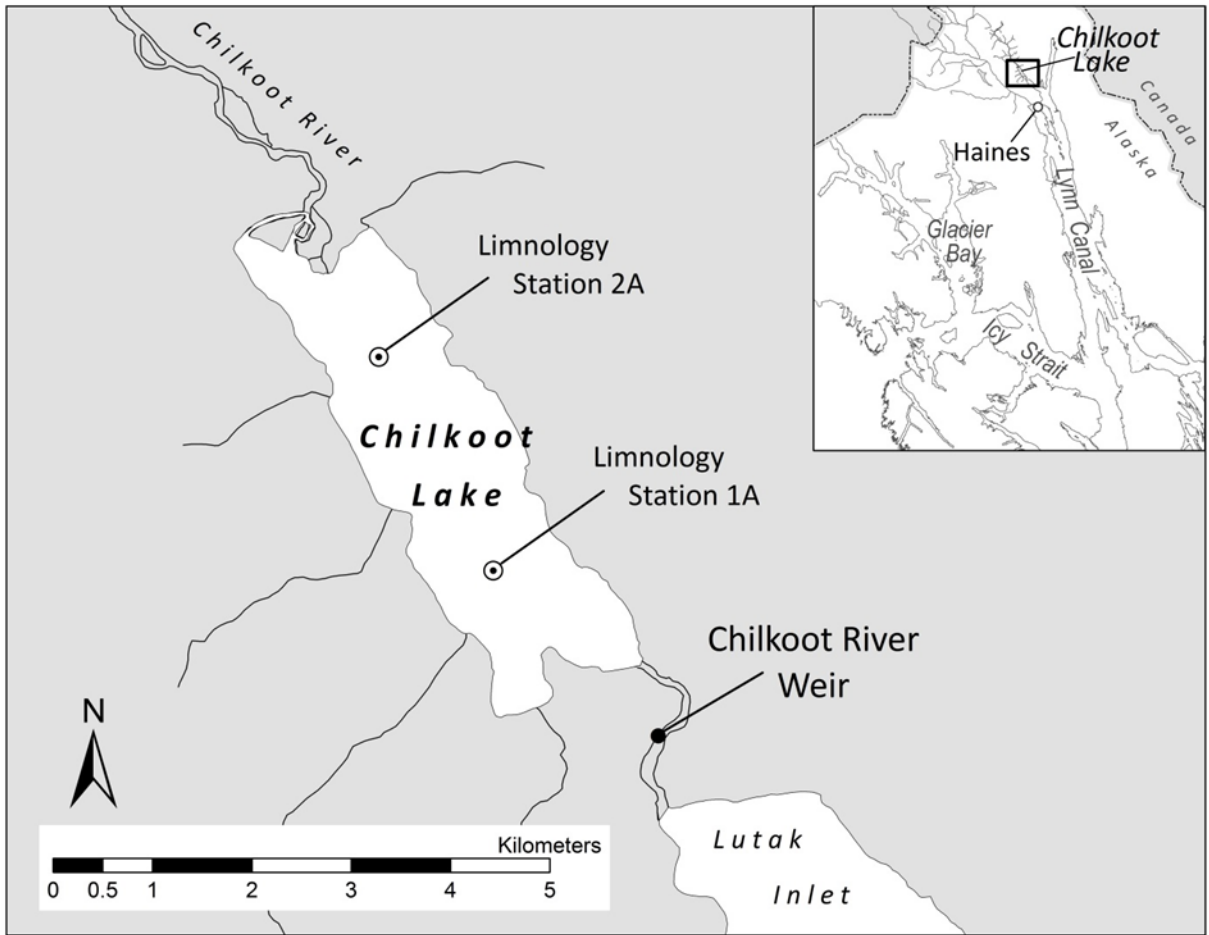 Chilkoot River
Limnology
Station 2A
Chilkoot
Lake
Limnology
Station 1A
Chilkoot River
Weir
Lutak
Inlet
N
Kilometers
0 0.5 1 2 3 4 5
Chilkoot
Lake
Canada
Alaska
Haines
Lynn Canal
Glacier
Bay
Icy Strait